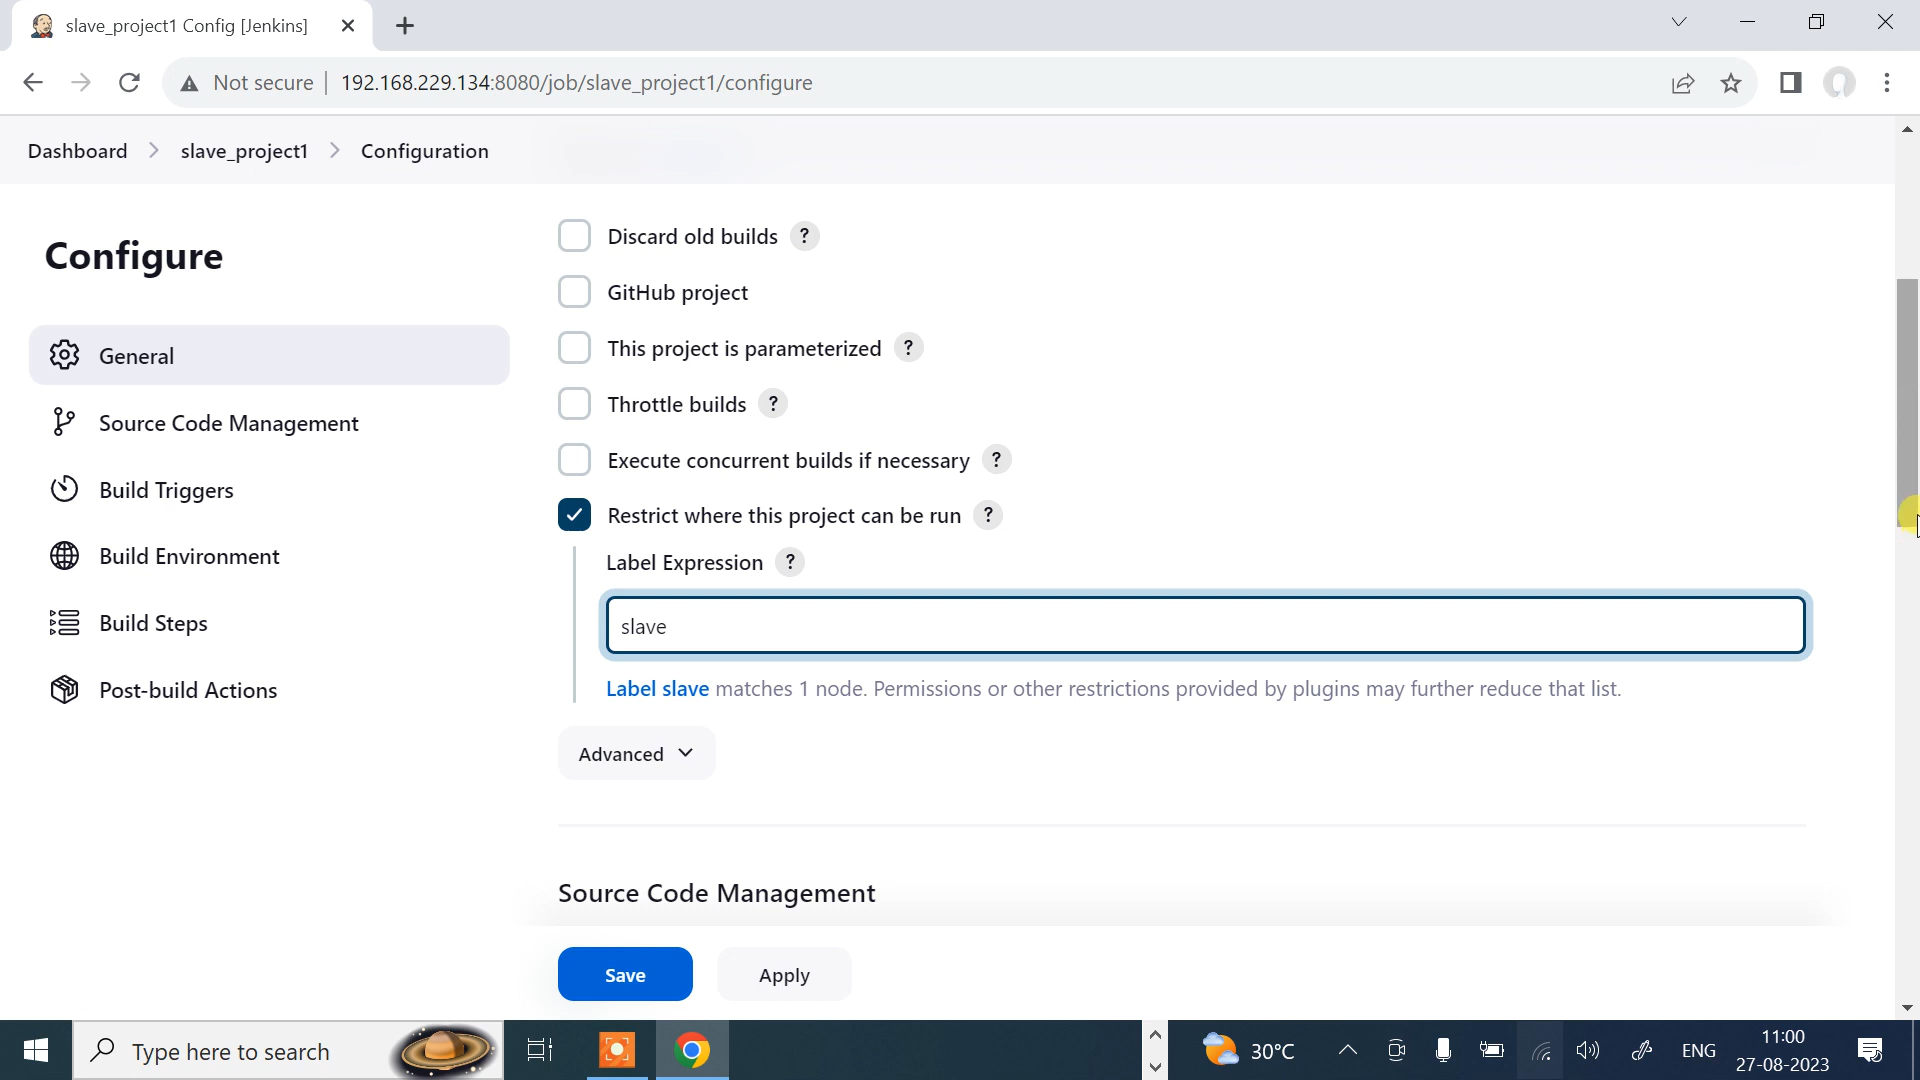 slave_project1 Config [Jenkins]
Not secure
192.168.229.134:8080/job/slave_project1/configure
Dashboard
slave_project1
Configuration
Configure
General
Source Code Management
Build Triggers
Build Environment
Build Steps
Post-build Actions
Discard old builds ?
GitHub project
This project is parameterized ?
Throttle builds ?
Execute concurrent builds if necessary ?
Restrict where this project can be run ?
Label Expression ?
slave
Label slave matches 1 node. Permissions or other restrictions provided by plugins may further reduce that list.
Advanced
Source Code Management
Save
Apply
Type here to search
30°C
ENG
11:00
27-08-2023